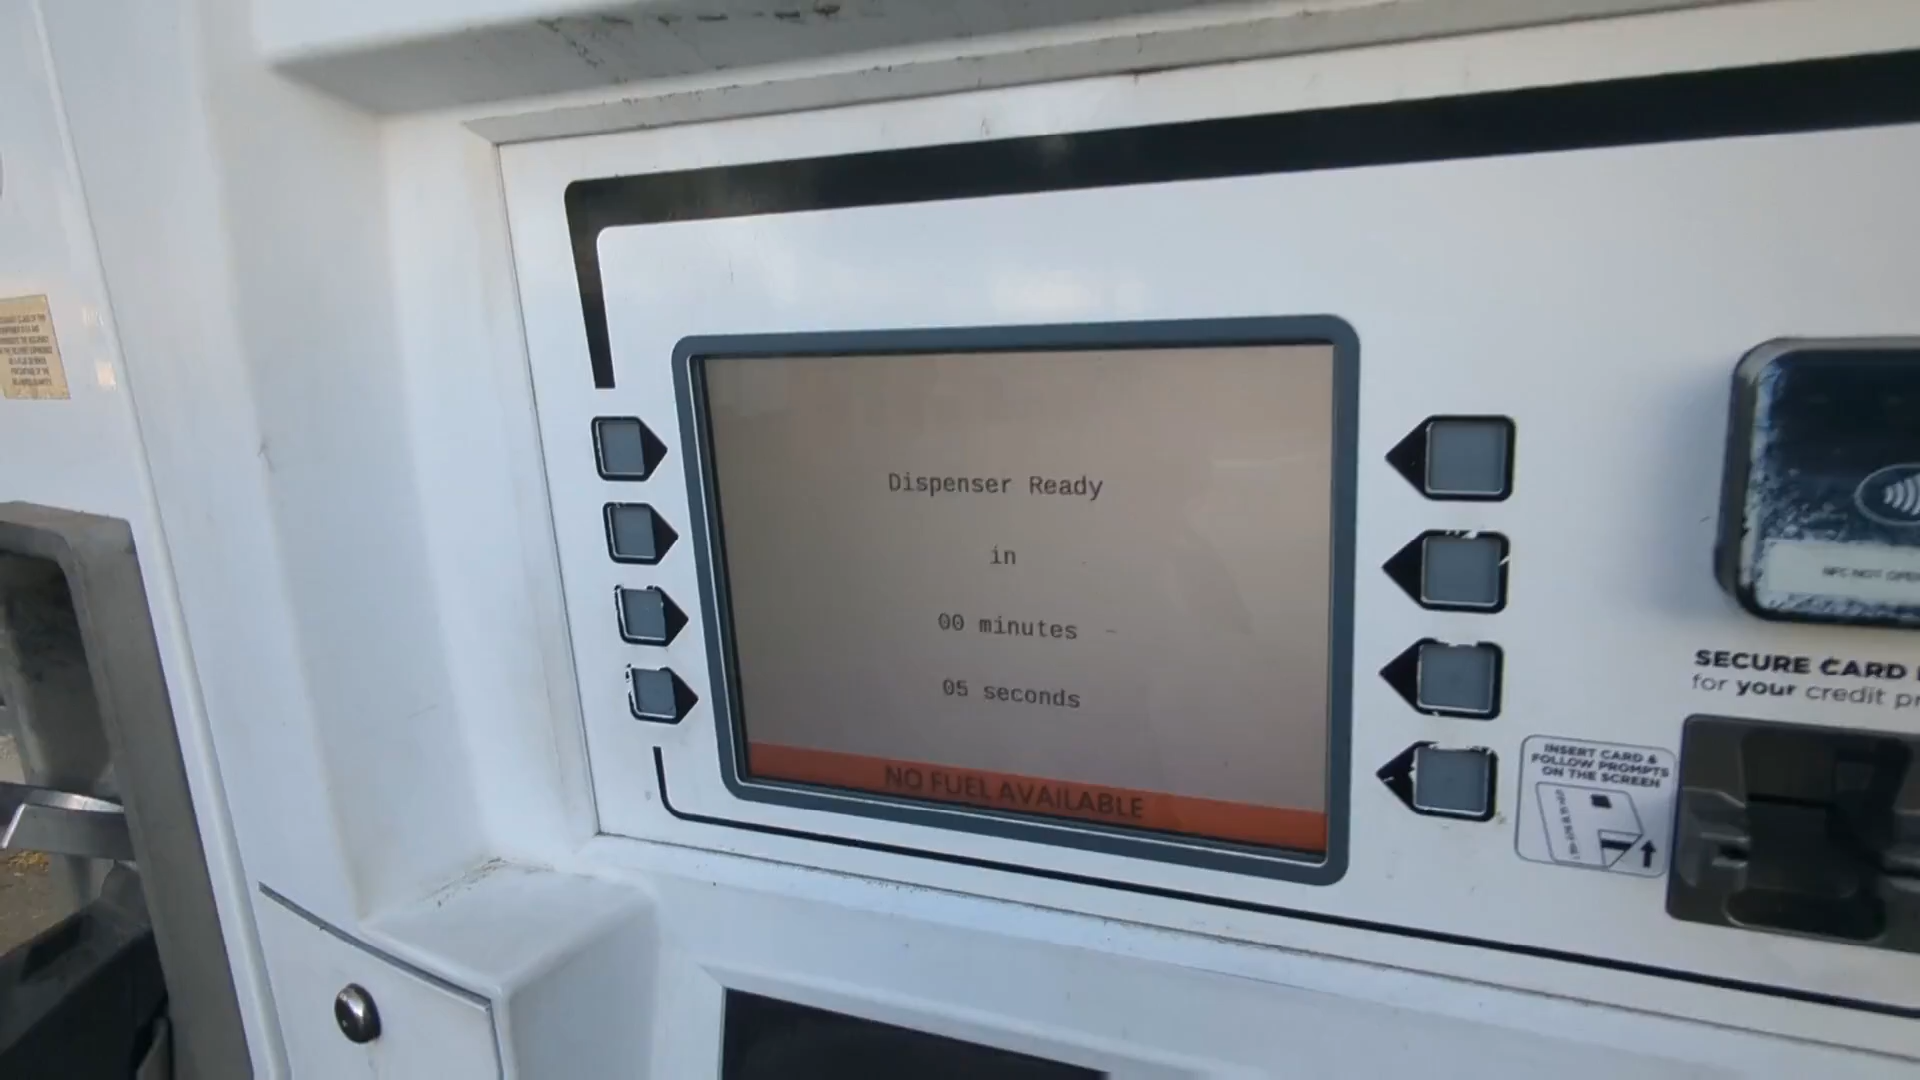 Dispenser Ready
in
00 minutes
05 seconds
NO FUEL AVAILABLE
SECURE CARD
for your credit
INSERT CARD &
FOLLOW PROMPTS
ON THE SCREEN